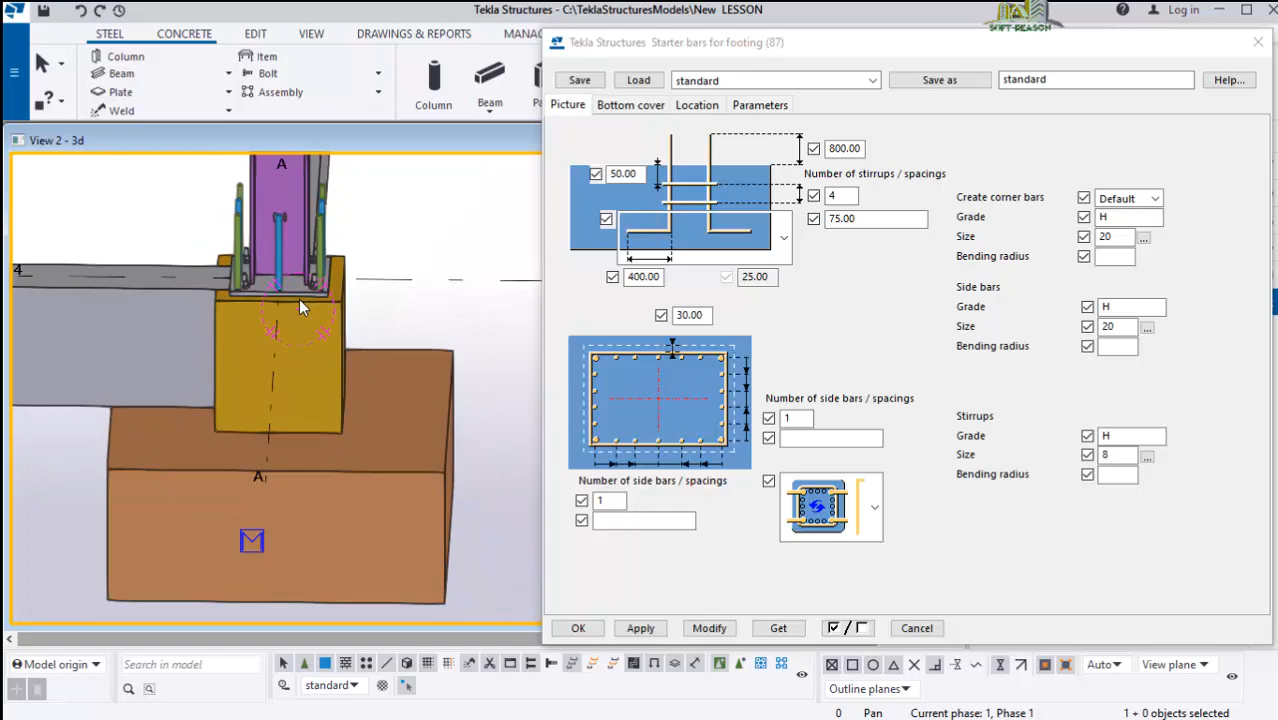 Tekla Structures - C:\TeklaStructuresModels\New LESSON
Log in
SOFT-REASON
STEEL CONCRETE EDIT VIEW DRAWINGS & REPORTS
Column Item
Beam Bolt
Plate Assembly
Weld
Column Beam
View 2 - 3d
A
4
A
Tekla Structures Starter bars for footing (87)
Save Load standard Save as standard Help...
Picture Bottom cover Location Parameters
50.00
800.00
Number of stirrups / spacings
4
75.00
400.00 25.00
30.00
Create corner bars Default
Grade H
Size 20 ...
Bending radius
Side bars
Grade H
Size 20 ...
Bending radius
Number of side bars / spacings
1
Stirrups
Grade H
Size 8 ...
Bending radius
Number of side bars / spacings
1
OK Apply Modify Get / Cancel
Model origin Search in model
standard
Auto View plane
Outline planes
0 Pan Current phase: 1, Phase 1 1 + 0 objects selected